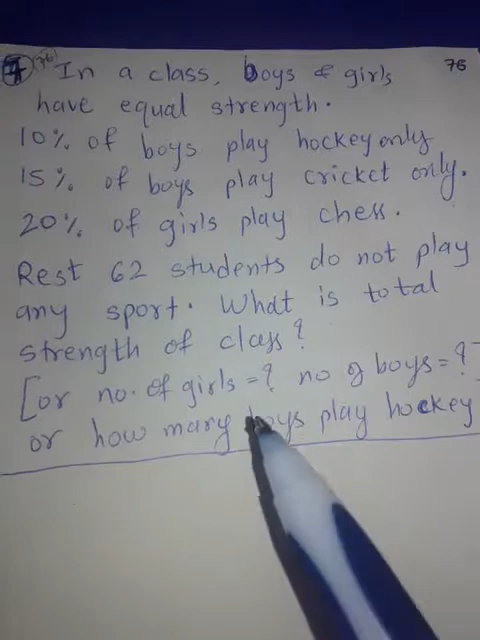 7 76 In a class, boys & girls 76
have equal strength.
10% of boys play hockey only
15% of boys play cricket only.
20% of girls play chess.
Rest 62 students do not play
any sport. What is total
strength of class?
[or no. of girls =? no of boys = ?
or how many boys play hockey